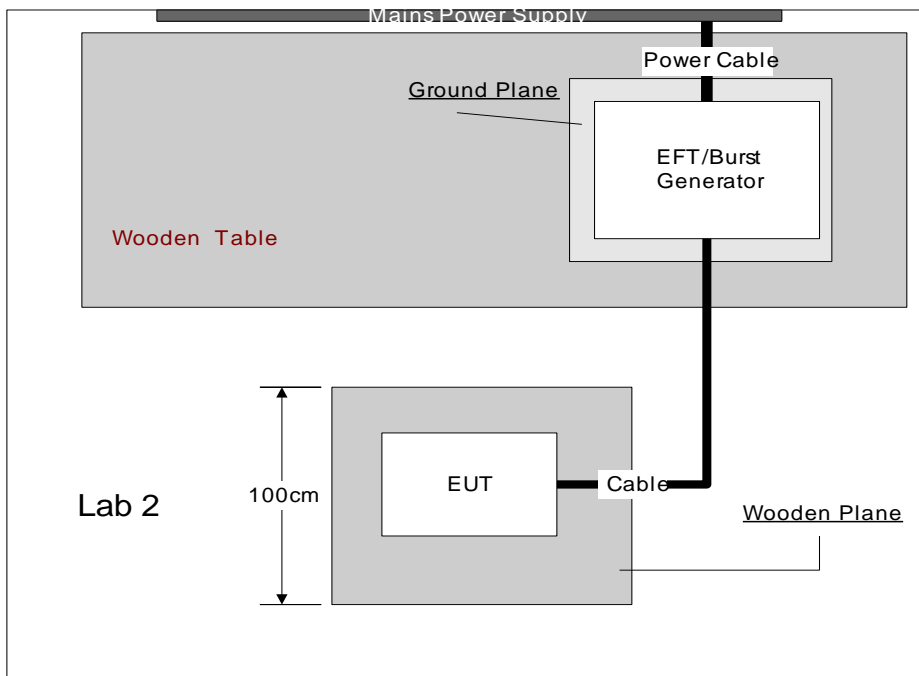 Mains Power Supply
Power Cable
Ground Plane
EFT/Burst
Generator
Wooden Table
Lab 2
100cm
EUT
Cable
Wooden Plane